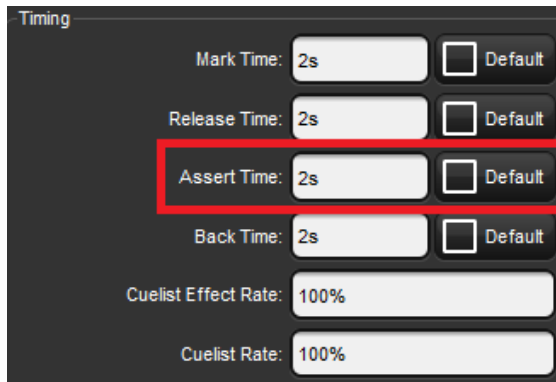 Timing
Mark Time: 2s Default
Release Time: 2s Default
Assert Time: 2s Default
Back Time: 2s Default
Cuelist Effect Rate: 100%
Cuelist Rate: 100%